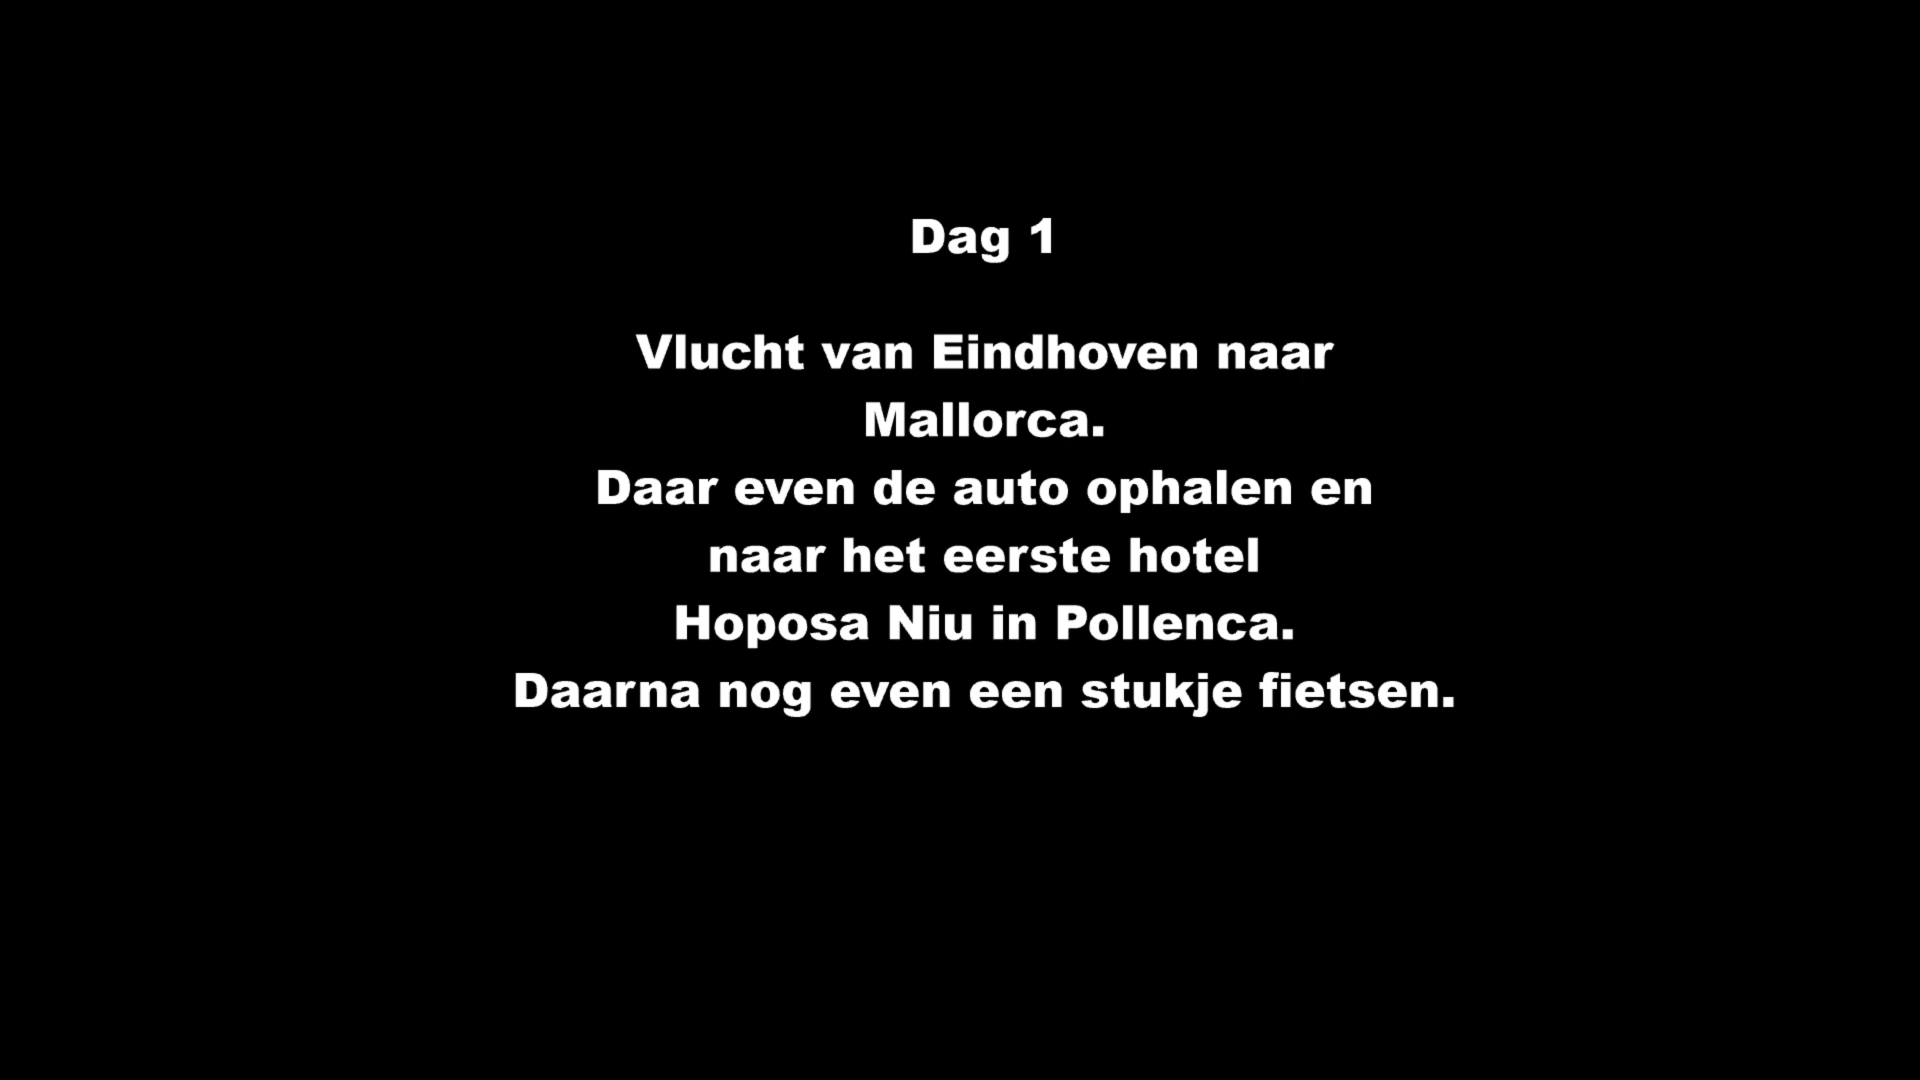 Dag 1
Vlucht van Eindhoven naar
Mallorca.
Daar even de auto ophalen en
naar het eerste hotel
Hoposa Niu in Pollenca.
Daarna nog even een stukje fietsen.